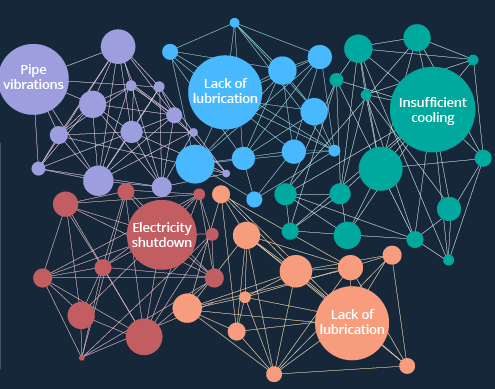 Pipe
vibrations
Lack of
lubrication
Insufficient
cooling
Electricity
shutdown
Lack of
lubrication